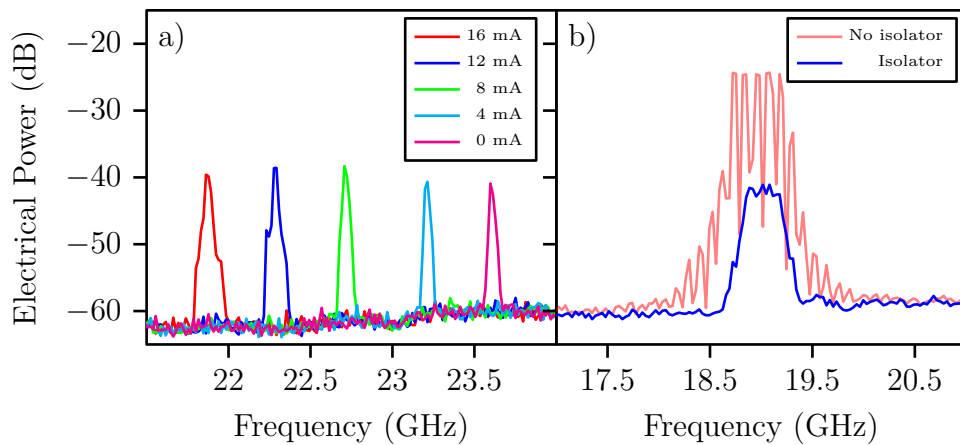 Electrical Power (dB)
−20
−30
−40
−50
−60
a)
16 mA
12 mA
8 mA
4 mA
0 mA
22
22.5
23
23.5
Frequency (GHz)
b)
No isolator
Isolator
17.5
18.5
19.5
20.5
Frequency (GHz)